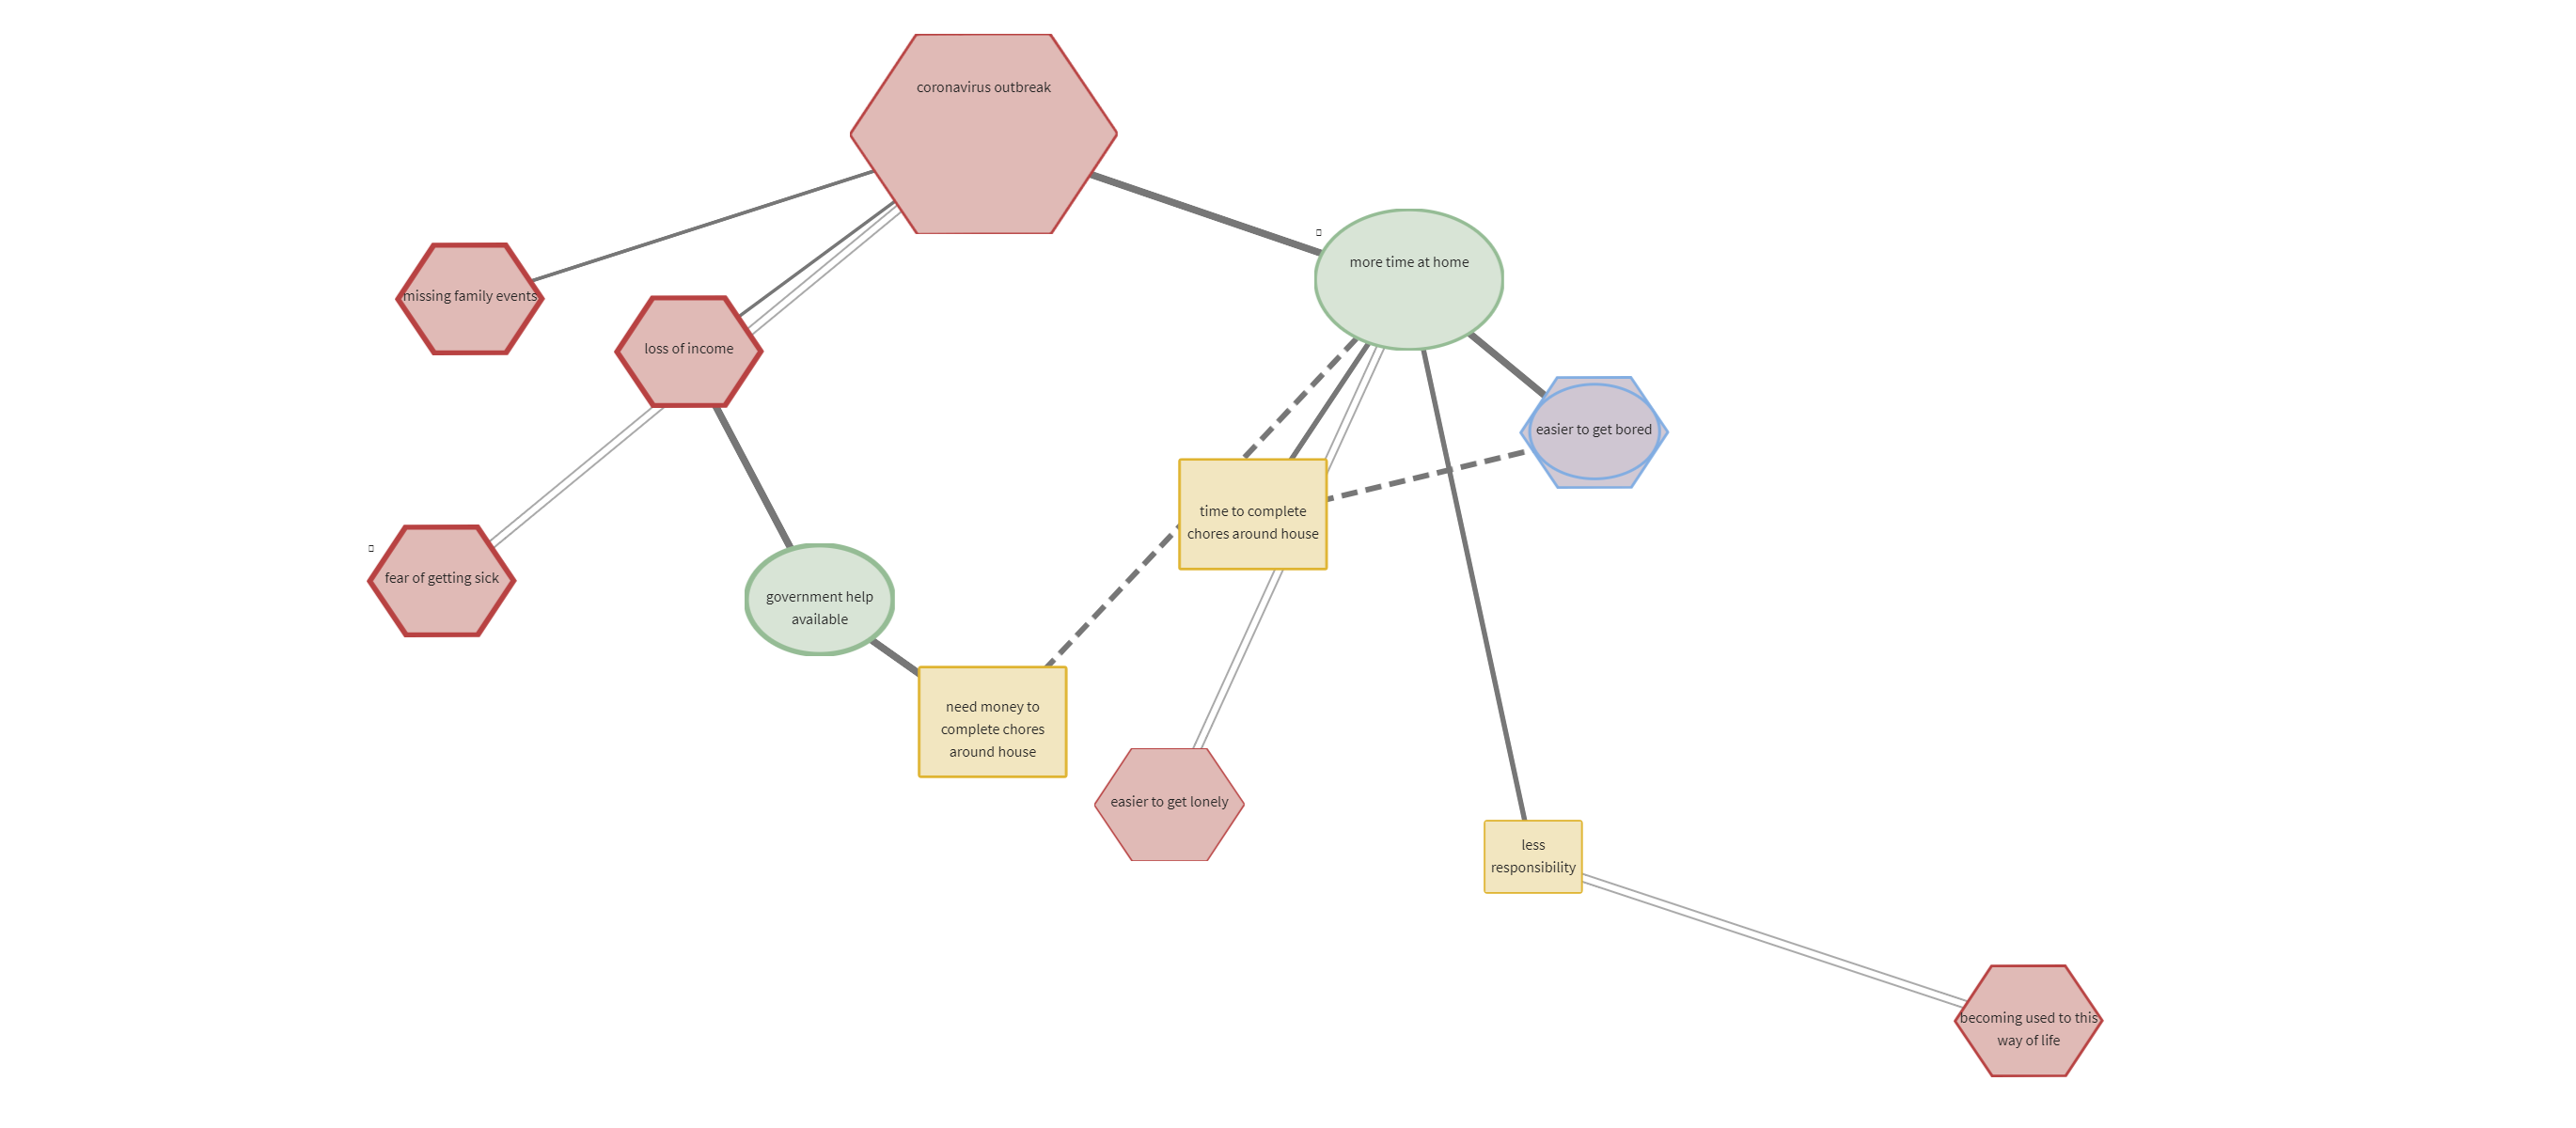 coronavirus outbreak
more time at home
missing family events
loss of income
easier to get bored
time to complete
chores around house
fear of getting sick
government help
available
need money to
complete chores
around house
easier to get lonely
less
responsibility
becoming used to this
way of life